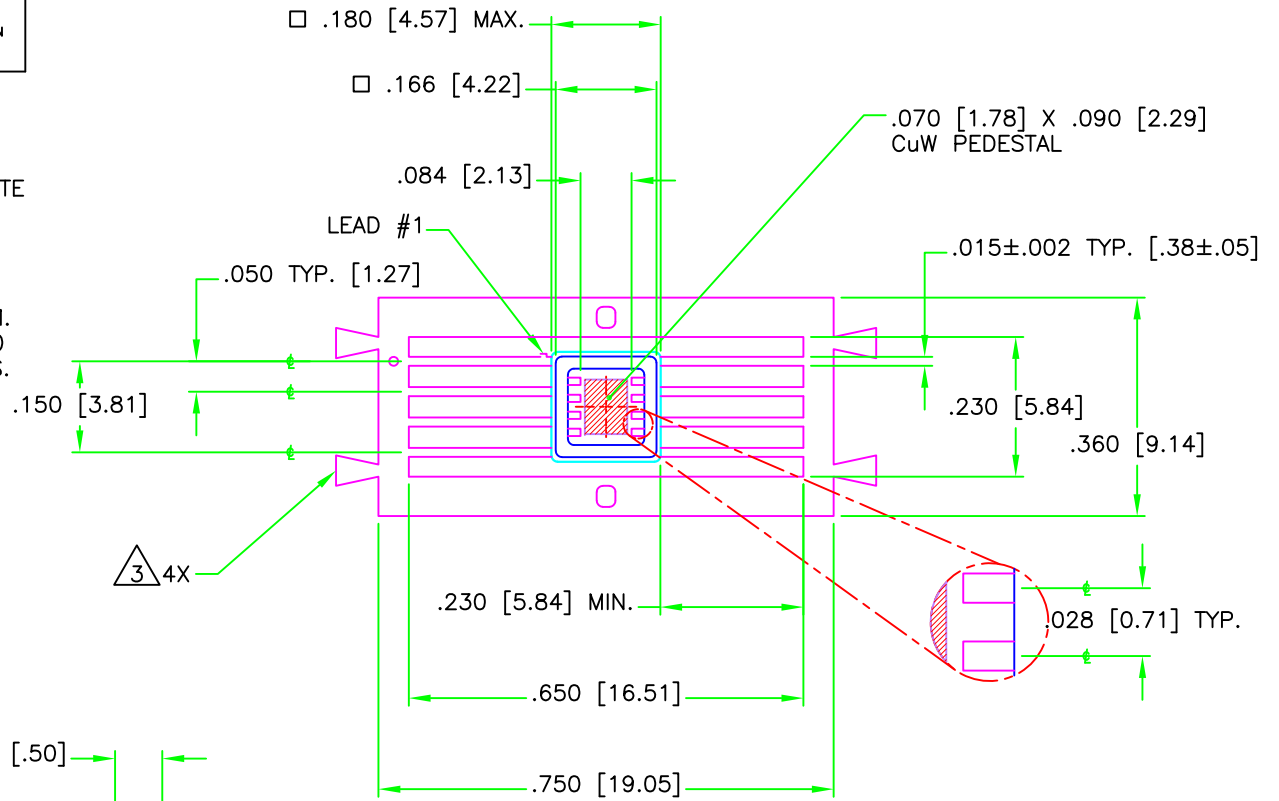 □ .180 [4.57] MAX.
□ .166 [4.22]
.070 [1.78] X .090 [2.29]
CuW PEDESTAL
.084 [2.13]
TE
LEAD #1
.015±.002 TYP. [.38±.05]
.050 TYP. [1.27]
.150 [3.81]
.230 [5.84]
.360 [9.14]
3 4X
.230 [5.84] MIN.
.028 [0.71] TYP.
.650 [16.51]
[.50]
.750 [19.05]